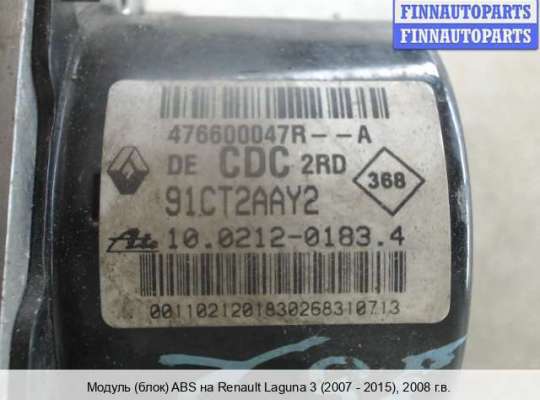 FINNAUTOPARTS
FINNAUTOPARTS
476600047R--A
DE CDC 2RD
368
91CT2AAY2
Ate 10.0212-0183.4
00110212018302683107​13
Модуль (блок) ABS на Renault Laguna 3 (2007 - 2015), 2008 г.в.